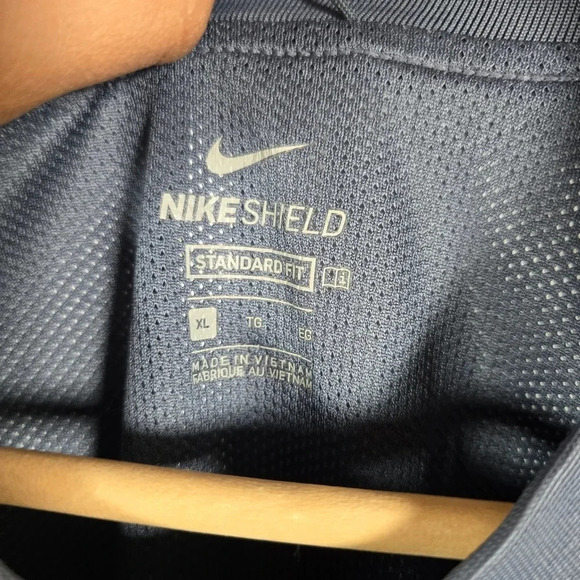 NIKE SHIELD
STANDARD FIT
XL TG EG
MADE IN VIETNAM
FABRIQUE AU VIETNAM